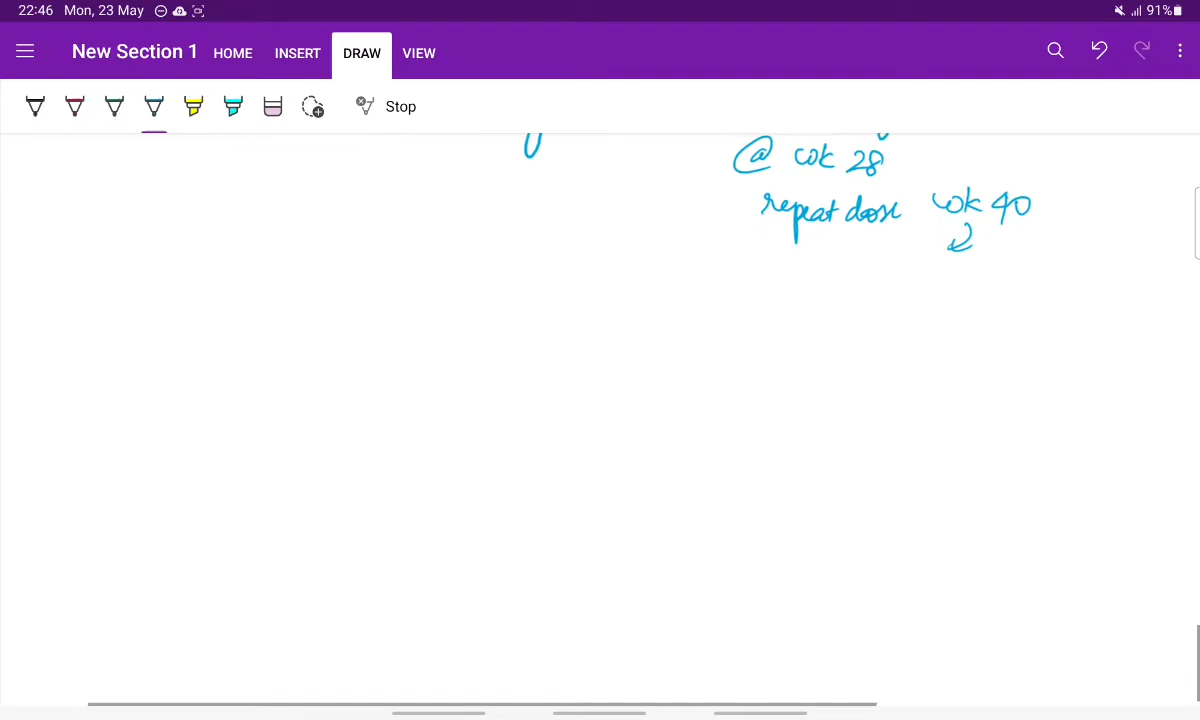 22:46 Mon, 23 May 91%
New Section 1 HOME INSERT DRAW VIEW
Stop
@ wk 28
repeat dose wk 40